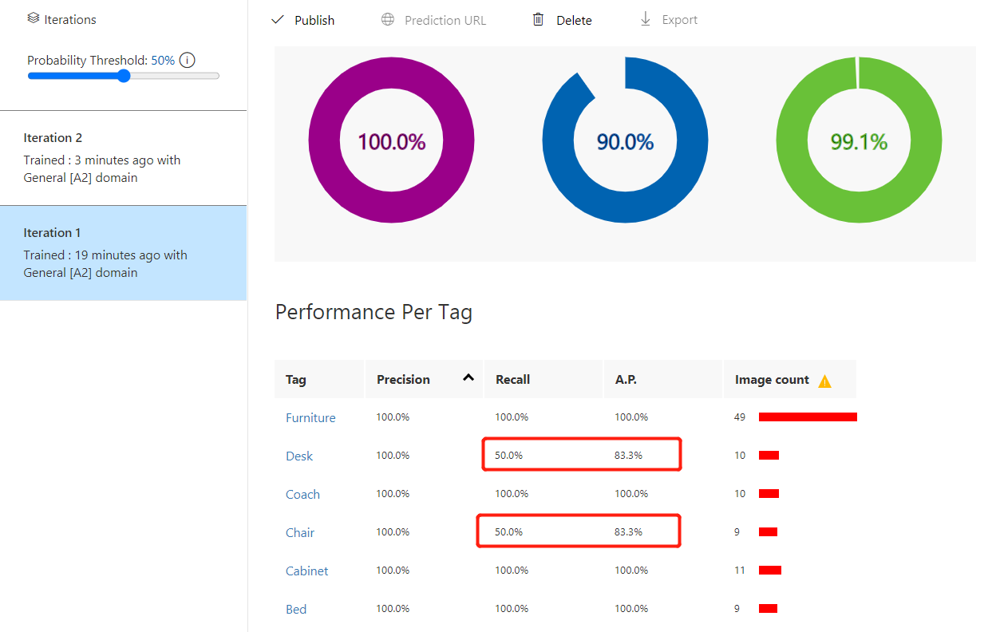 Iterations
Probability Threshold: 50% i
Iteration 2
Trained : 3 minutes ago with
General [A2] domain
Iteration 1
Trained : 19 minutes ago with
General [A2] domain
Publish Prediction URL Delete Export
100.0% 90.0% 99.1%
Performance Per Tag
Tag Precision Recall A.P. Image count
Furniture 100.0% 100.0% 100.0% 49
Desk 100.0% 50.0% 83.3% 10
Coach 100.0% 100.0% 100.0% 10
Chair 100.0% 50.0% 83.3% 9
Cabinet 100.0% 100.0% 100.0% 11
Bed 100.0% 100.0% 100.0% 9